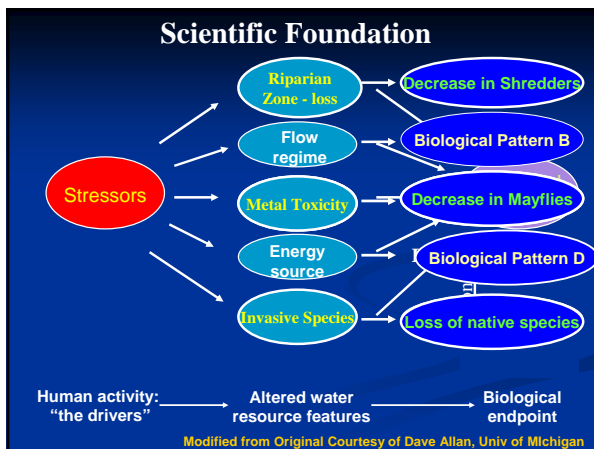 Scientific Foundation
Riparian
Zone - loss
Decrease in Shredders
Flow
regime
Biological Pattern B
Stressors
Metal Toxicity
Decrease in Mayflies
Energy
source
Biological Pattern D
Invasive Species
Loss of native species
Human activity:
“the drivers”
Altered water
resource features
Biological
endpoint
Modified from Original Courtesy of Dave Allan, Univ of MIchigan